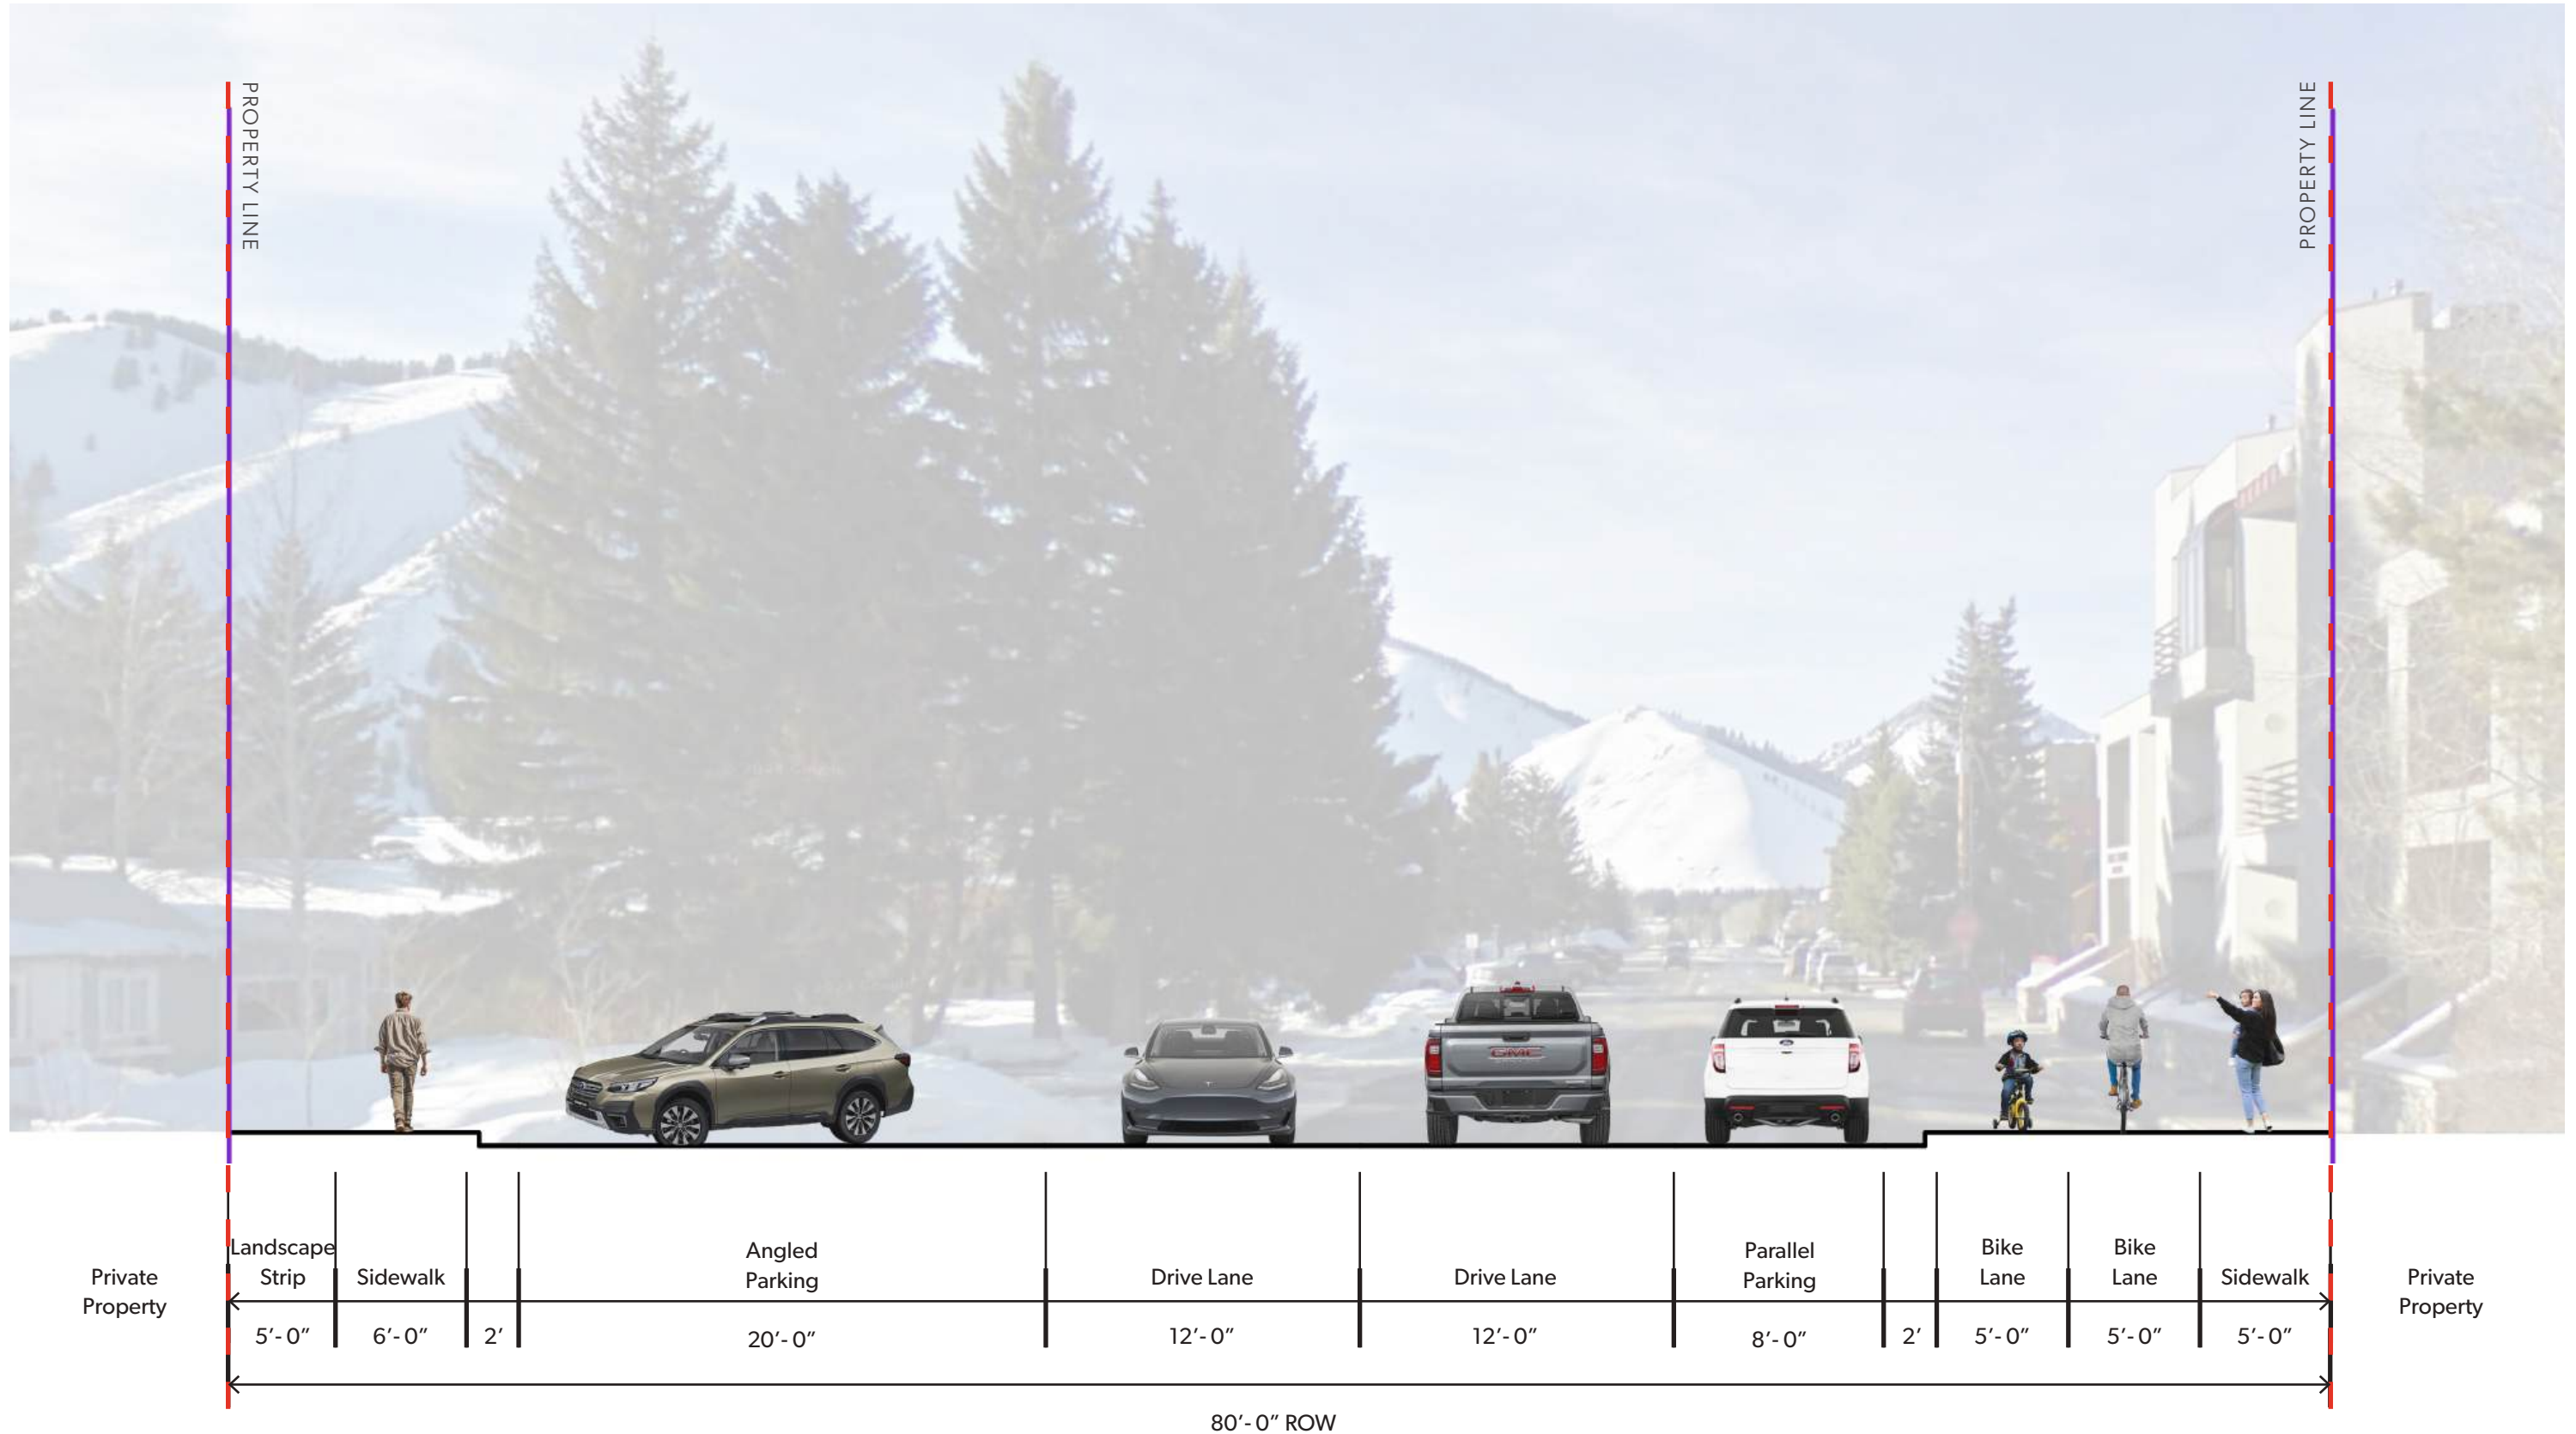 PROPERTY LINE
PROPERTY LINE
GMC
Private
Property
Landscape
Strip
Sidewalk
Angled
Parking
Drive Lane
Drive Lane
Parallel
Parking
Bike
Lane
Bike
Lane
Sidewalk
Private
Property
5’-0”
6’-0”
2’
20’-0”
12’-0”
12’-0”
8’-0”
2’
5’-0”
5’-0”
5’-0”
80’-0” ROW